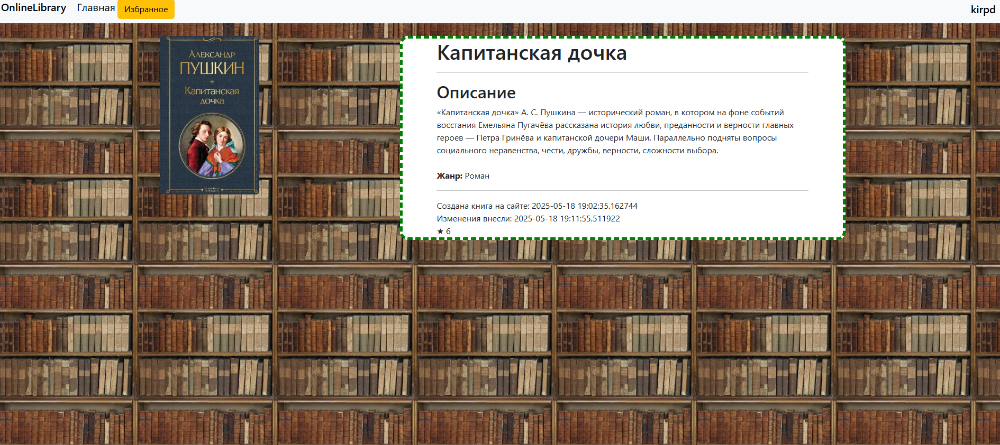 OnlineLibrary Главная Избранное kirpd
АЛЕКСАНДР
ПУШКИН
Капитанская
дочка
Капитанская дочка
Описание
«Капитанская дочка» А. С. Пушкина — исторический роман, в котором на фоне событий
восстания Емельяна Пугачёва рассказана история любви, преданности и верности главных
героев — Петра Гринёва и капитанской дочери Маши. Параллельно подняты вопросы
социального неравенства, чести, дружбы, верности, сложности выбора.
Жанр: Роман
Создана книга на сайте: 2025-05-18 19:02:35.162744
Изменения внесли: 2025-05-18 19:11:55.511922
★ 6